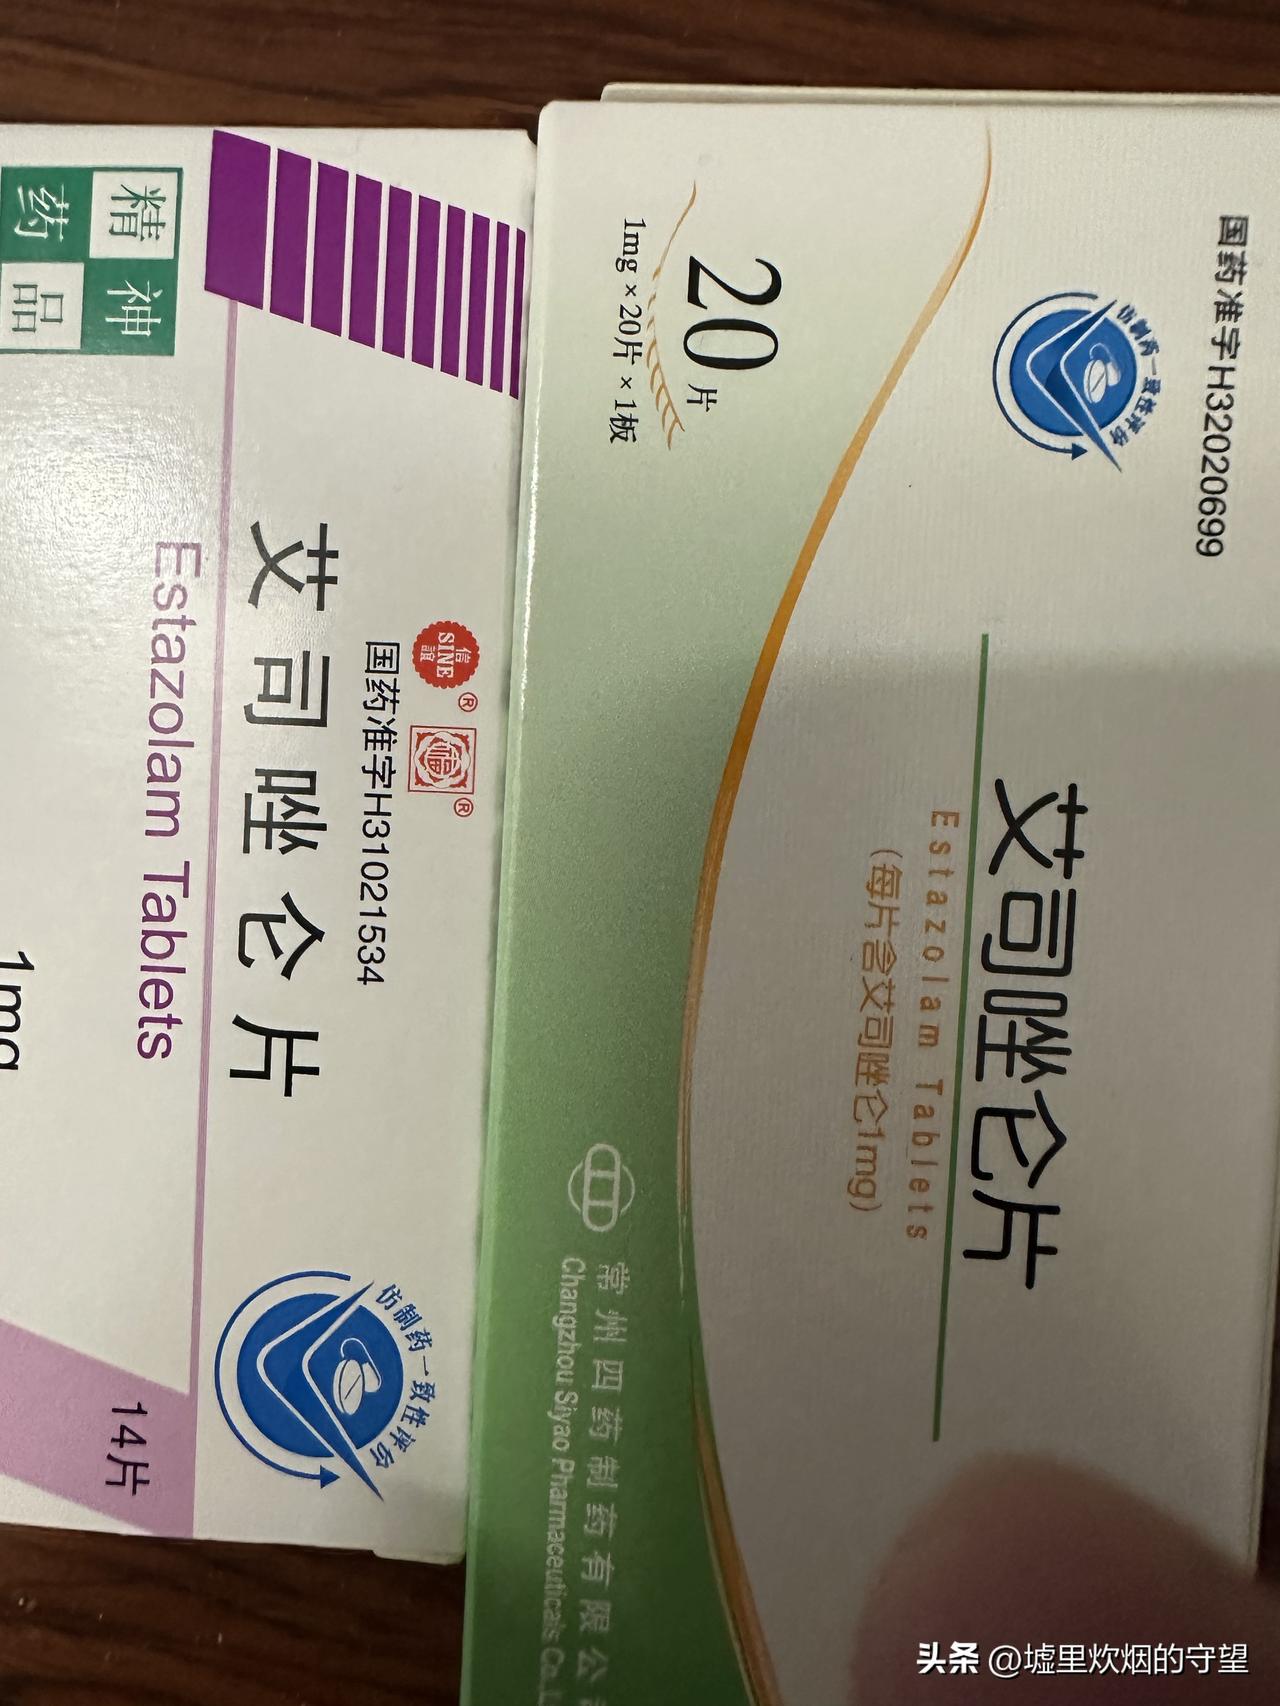 精神
药品
信
SINE
谊
®
福
®
国药准字H31021534
艾司唑仑片
Estazolam Tablets
1mg
14片
仿制药一致性评价
国药准字H32020699
仿制药一致性评价
艾司唑仑片
Estazolam Tablets
(每片含艾司唑仑1mg)
20片
1mg×20片×1板
常州四药制药有限公
Changzhou Siyao Pharmaceuticals Co.,L
头条 @墟里炊烟的守望